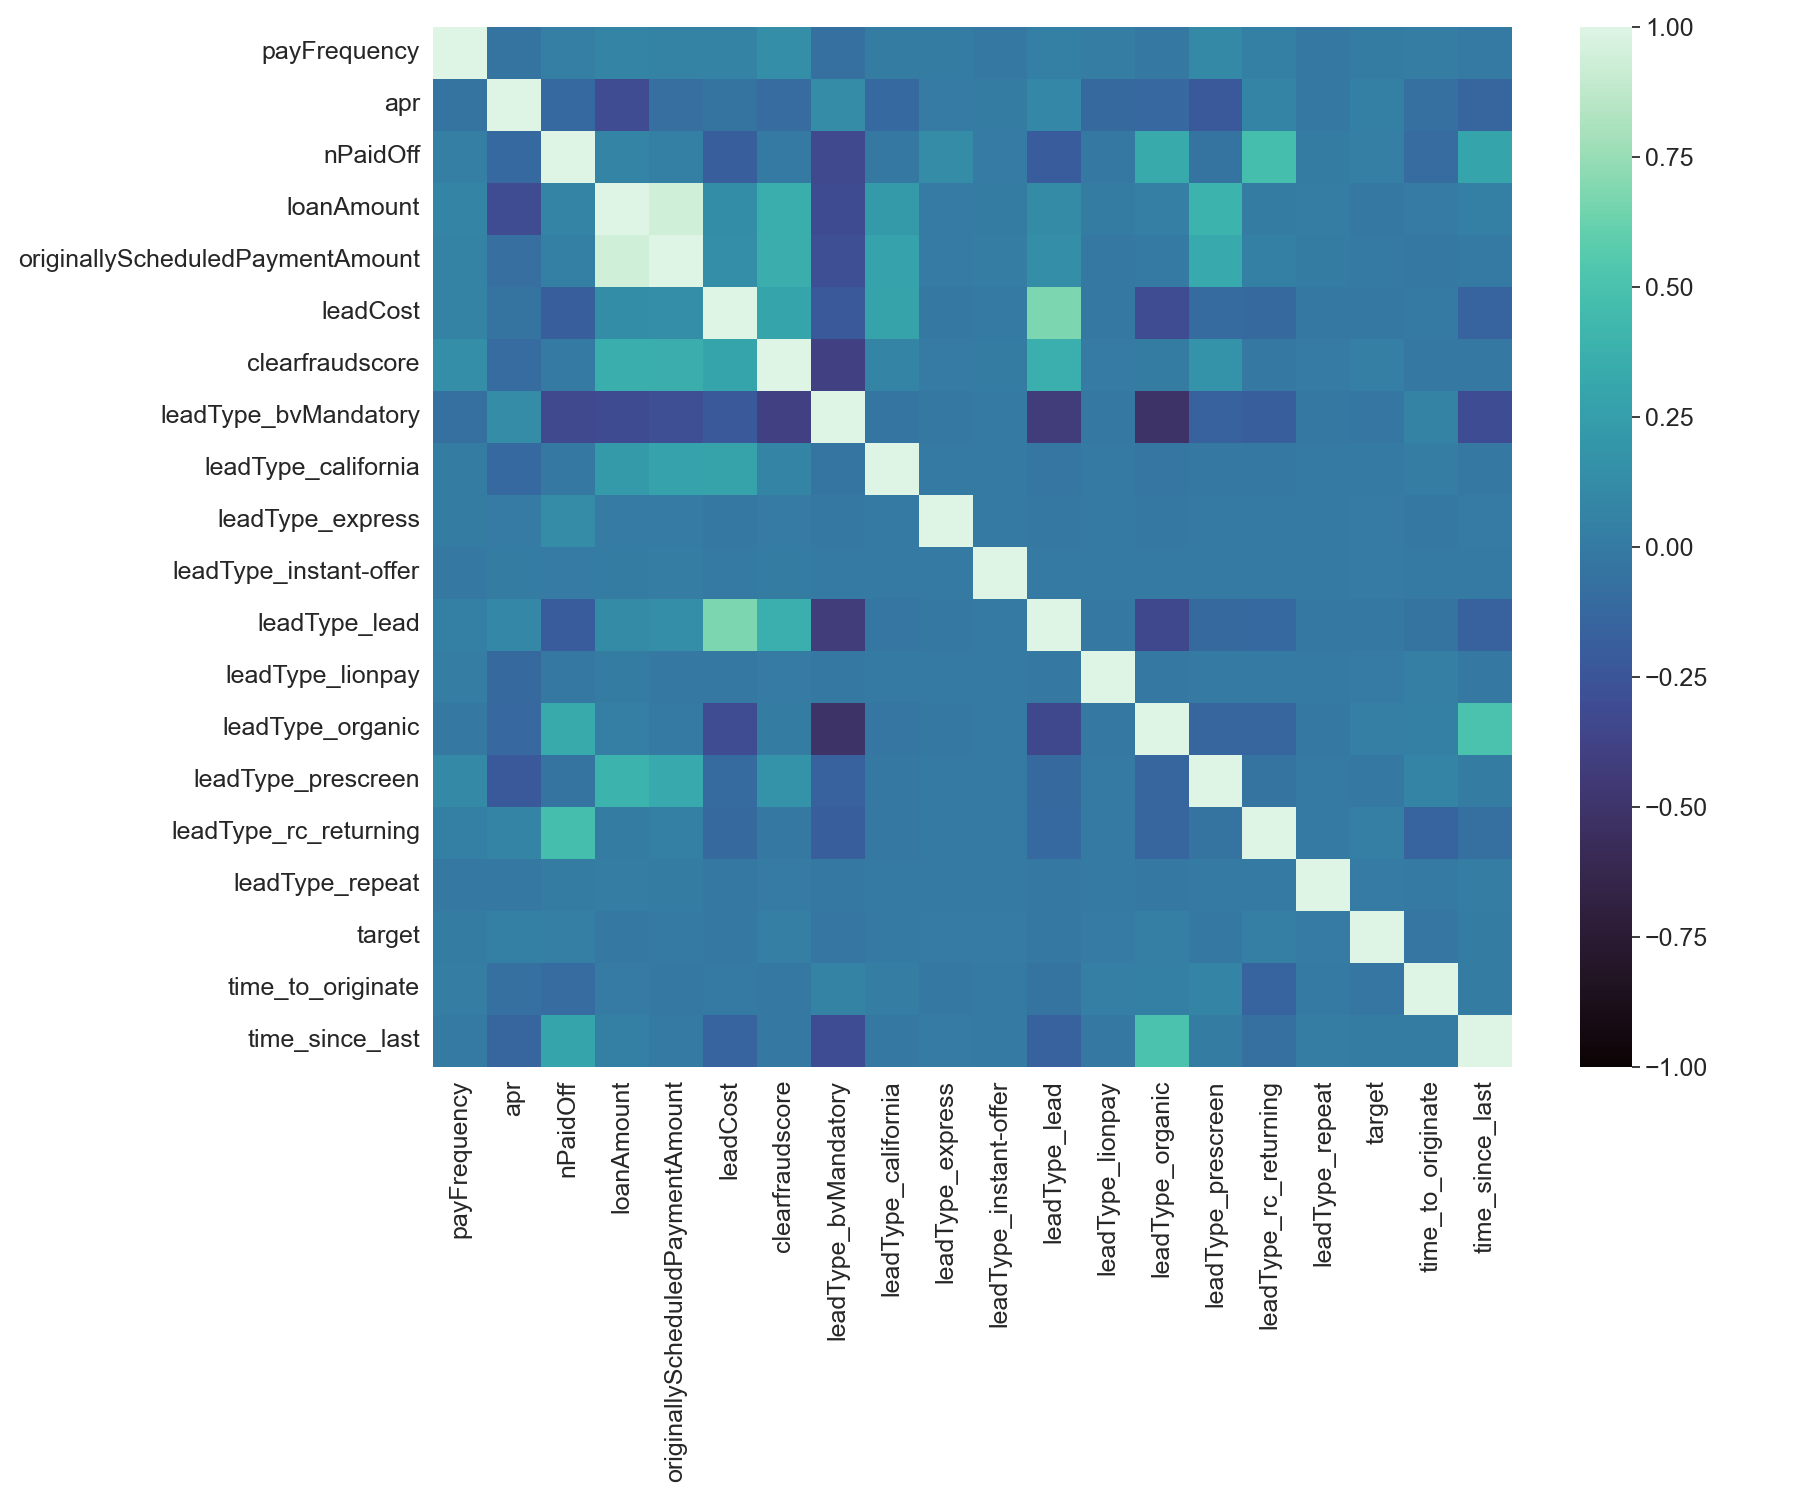 payFrequency
apr
nPaidOff
loanAmount
originallyScheduledPaymentAmount
leadCost
clearfraudscore
leadType_bvMandatory
leadType_california
leadType_express
leadType_instant-offer
leadType_lead
leadType_lionpay
leadType_organic
leadType_prescreen
leadType_rc_returning
leadType_repeat
target
time_to_originate
time_since_last
payFrequency
apr
nPaidOff
loanAmount
originallyScheduledPaymentAmount
leadCost
clearfraudscore
leadType_bvMandatory
leadType_california
leadType_express
leadType_instant-offer
leadType_lead
leadType_lionpay
leadType_organic
leadType_prescreen
leadType_rc_returning
leadType_repeat
target
time_to_originate
time_since_last
1.00
0.75
0.50
0.25
0.00
−0.25
−0.50
−0.75
−1.00